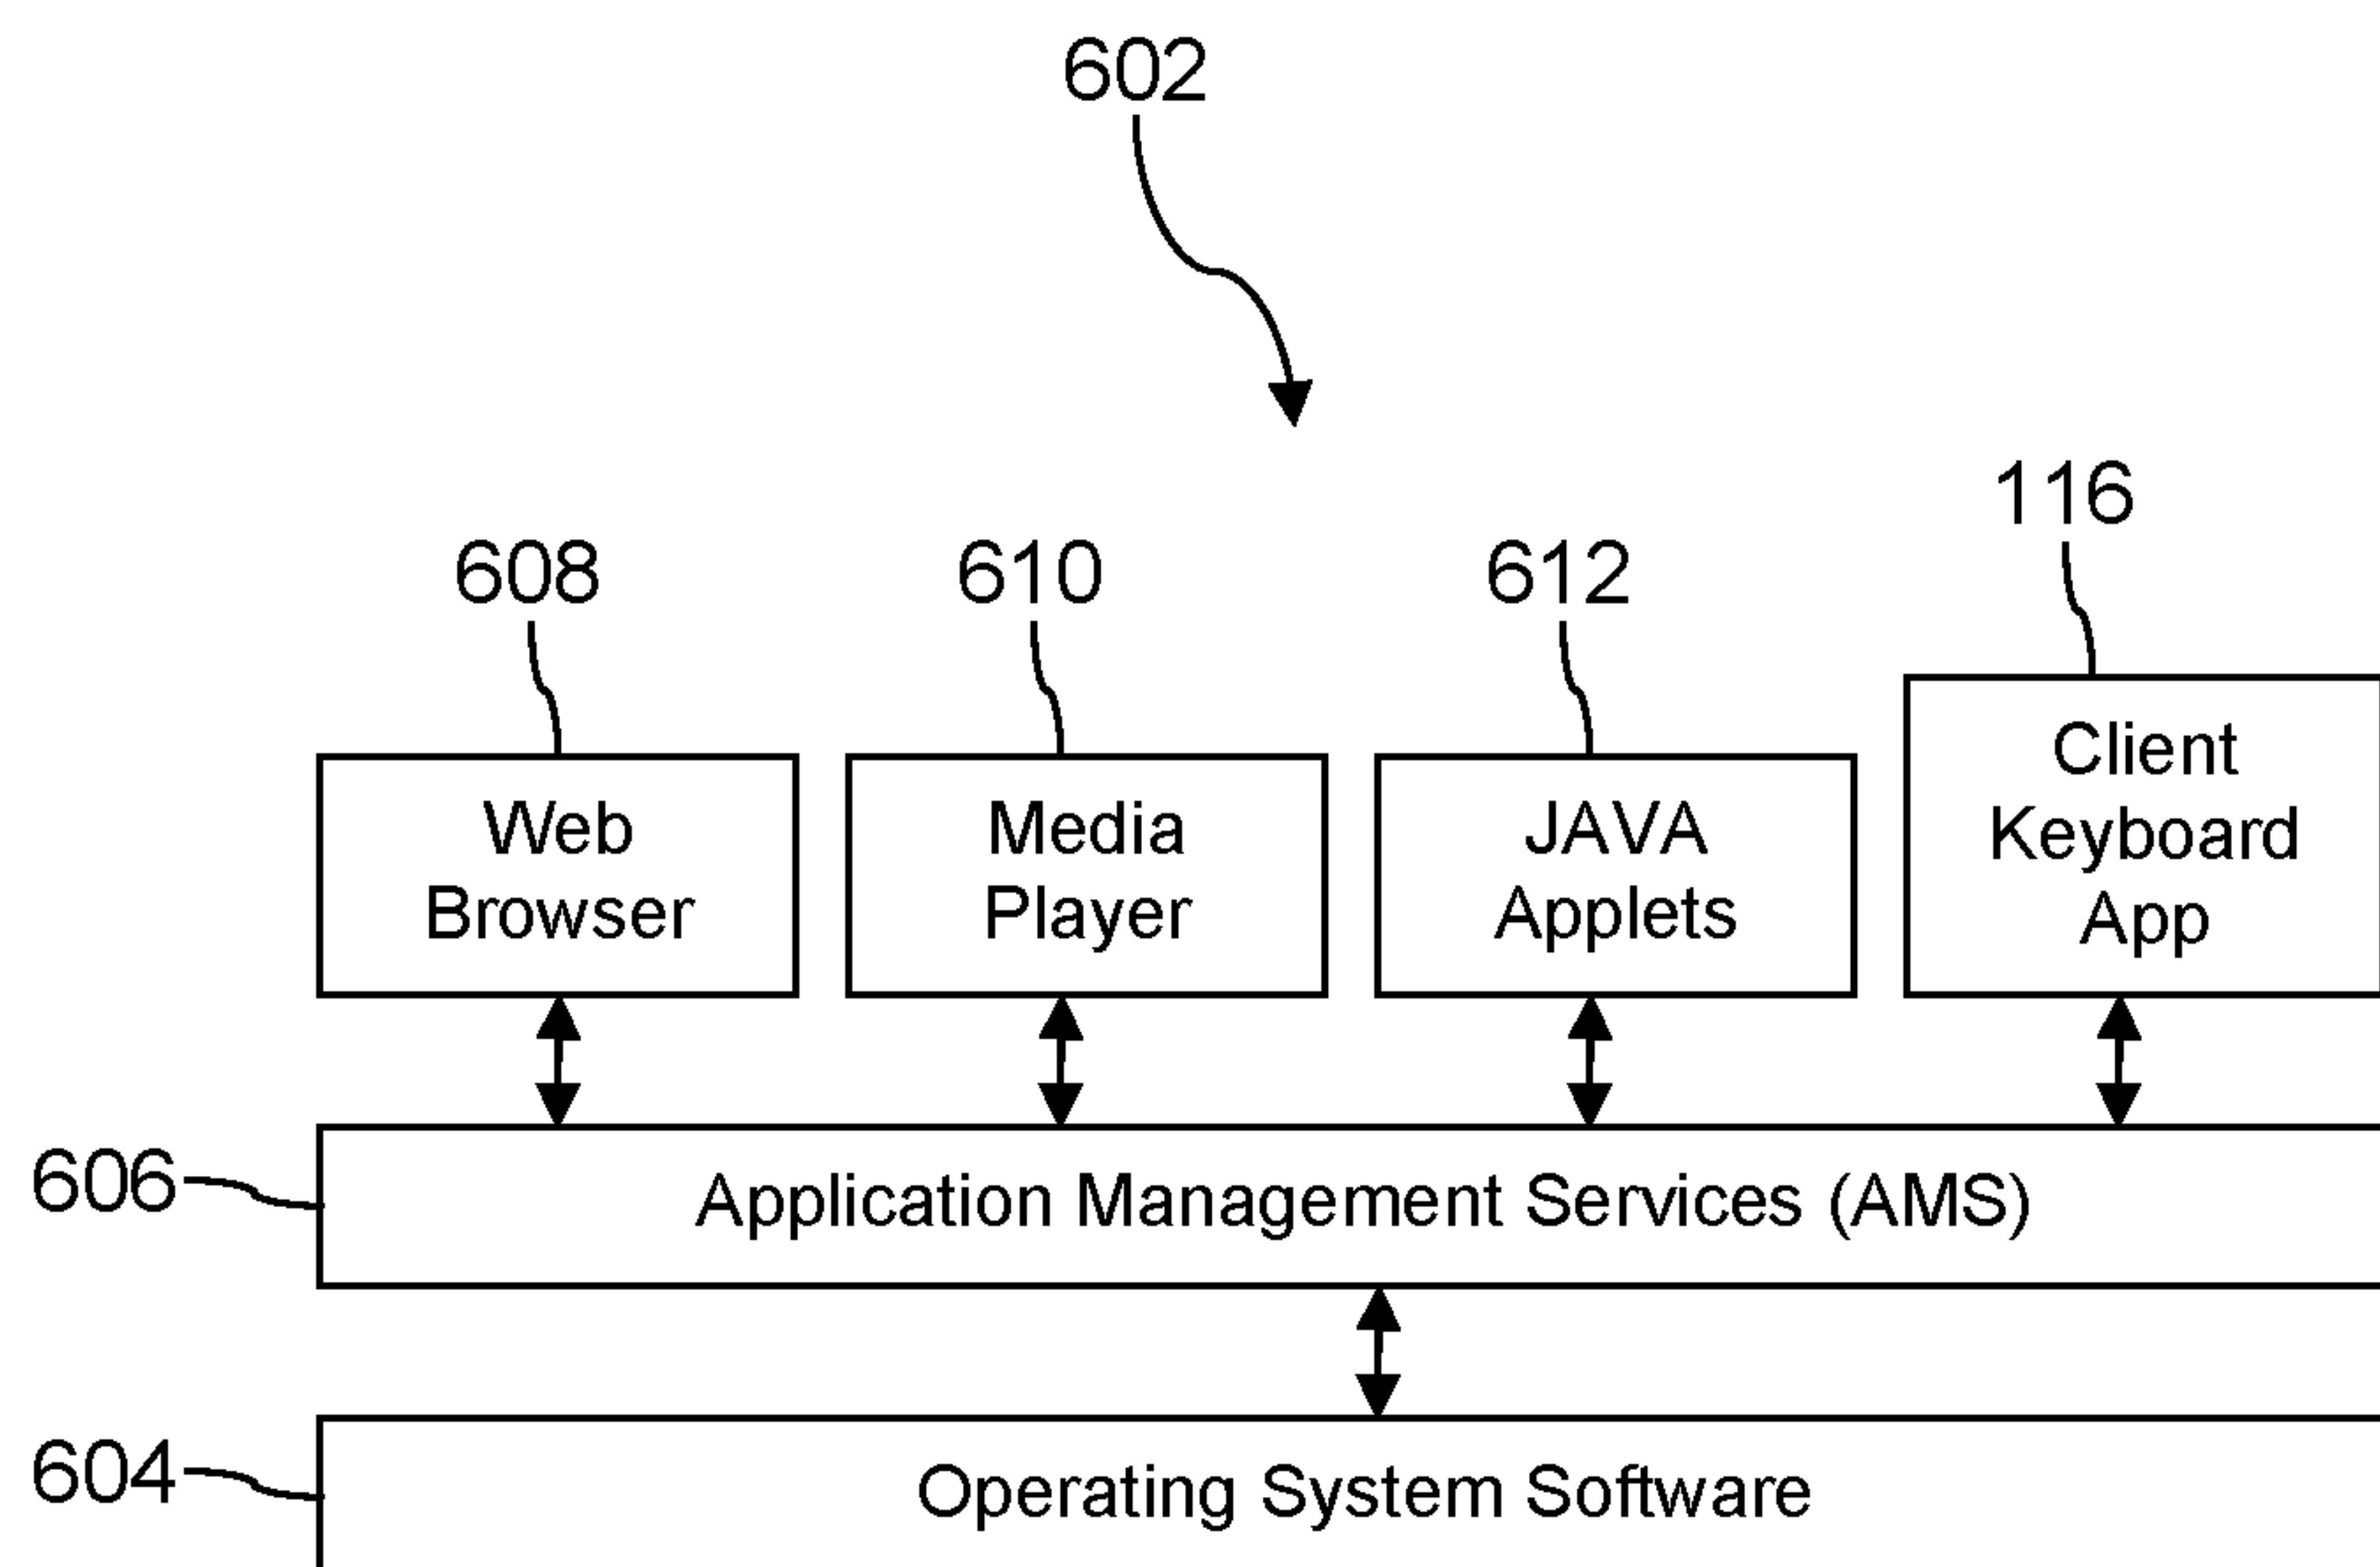 602
116
608
610
612
Web
Browser
Media
Player
JAVA
Applets
Client
Keyboard
App
606
Application Management Services (AMS)
604
Operating System Software